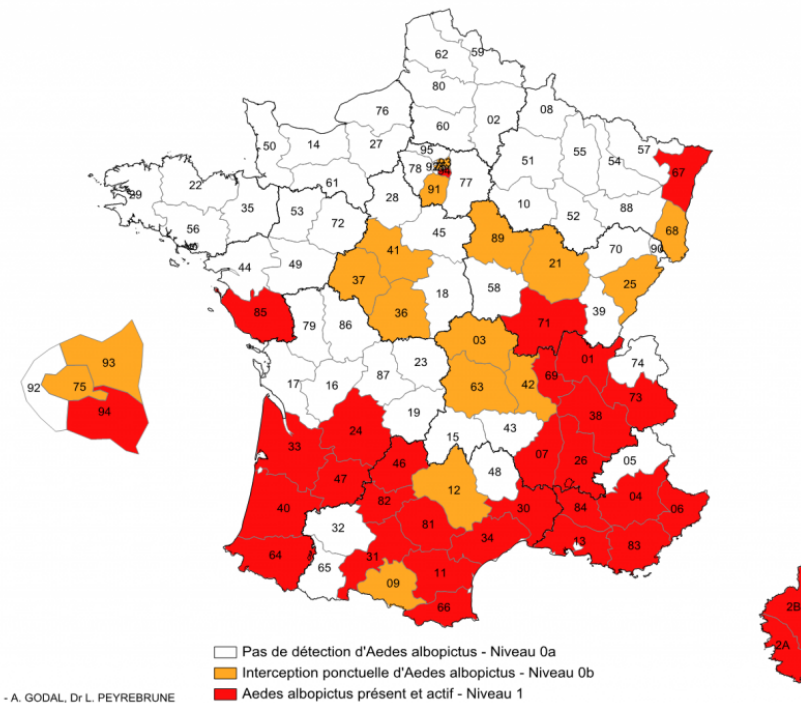 62 59
80
76 02 08
60
50 14 27 95 57
51 55 54 67
78 77
61 91
22 28 10 88
29 35 53 52
56 72 45 89 68
41 70 90
44 49 21
37 25
18 58
36
85 79 86 71 39
03
93 01
23 74
92 75 87 69
17 16 63 42 73
94 38
19
24 43
33 15
46 07 05
47 48 26
12 04
40 82 30 84 06
81
32 34 13 83
64 31
65 09 11
66
2B
2A
Pas de détection d'Aedes albopictus - Niveau 0a
Interception ponctuelle d'Aedes albopictus - Niveau 0b
Aedes albopictus présent et actif - Niveau 1
- A. GODAL, Dr L. PEYREBRUNE